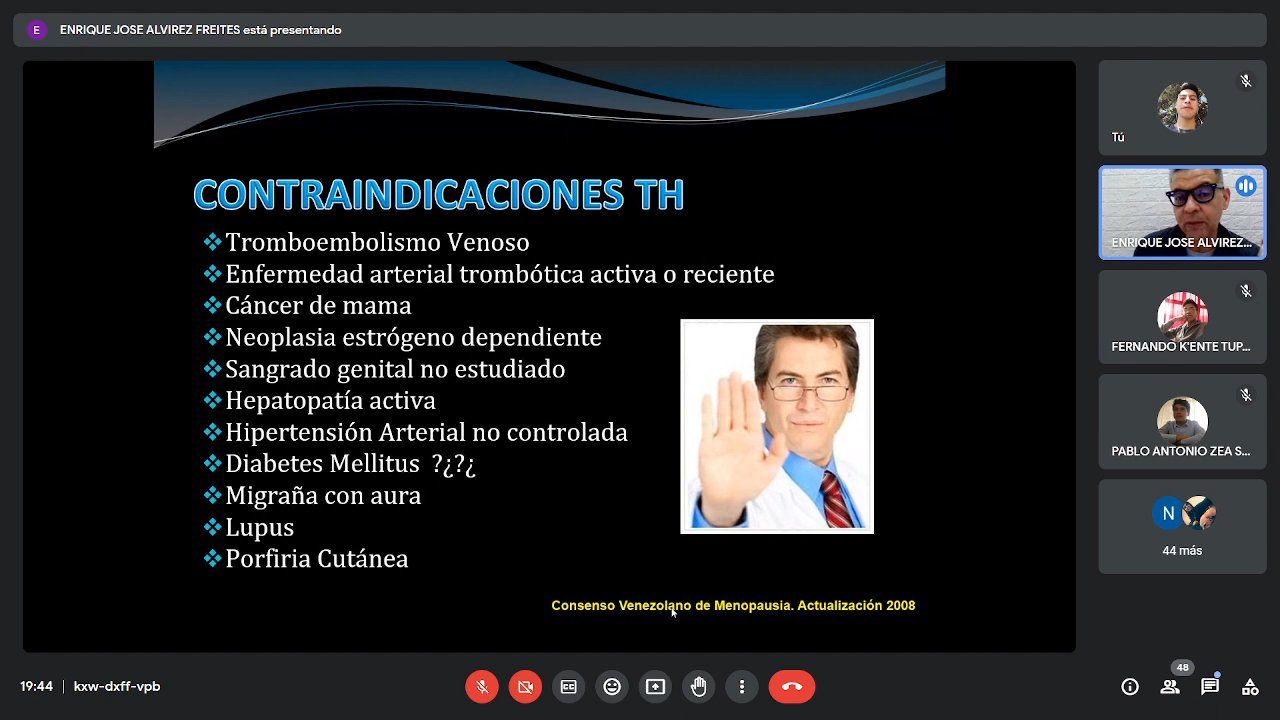 E
ENRIQUE JOSE ALVIREZ FREITES está presentando
CONTRAINDICACIONES TH
Tromboembolismo Venoso
Enfermedad arterial trombótica activa o reciente
Cáncer de mama
Neoplasia estrógeno dependiente
Sangrado genital no estudiado
Hepatopatía activa
Hipertensión Arterial no controlada
Diabetes Mellitus ?¿?¿
Migraña con aura
Lupus
Porfiria Cutánea
Consenso Venezolano de Menopausia. Actualización 2008
Tú
ENRIQUE JOSE ALVIREZ...
FERNANDO K'ENTE TUP...
PABLO ANTONIO ZEA S...
N
44 más
19:44 | kxw-dxff-vpb
48